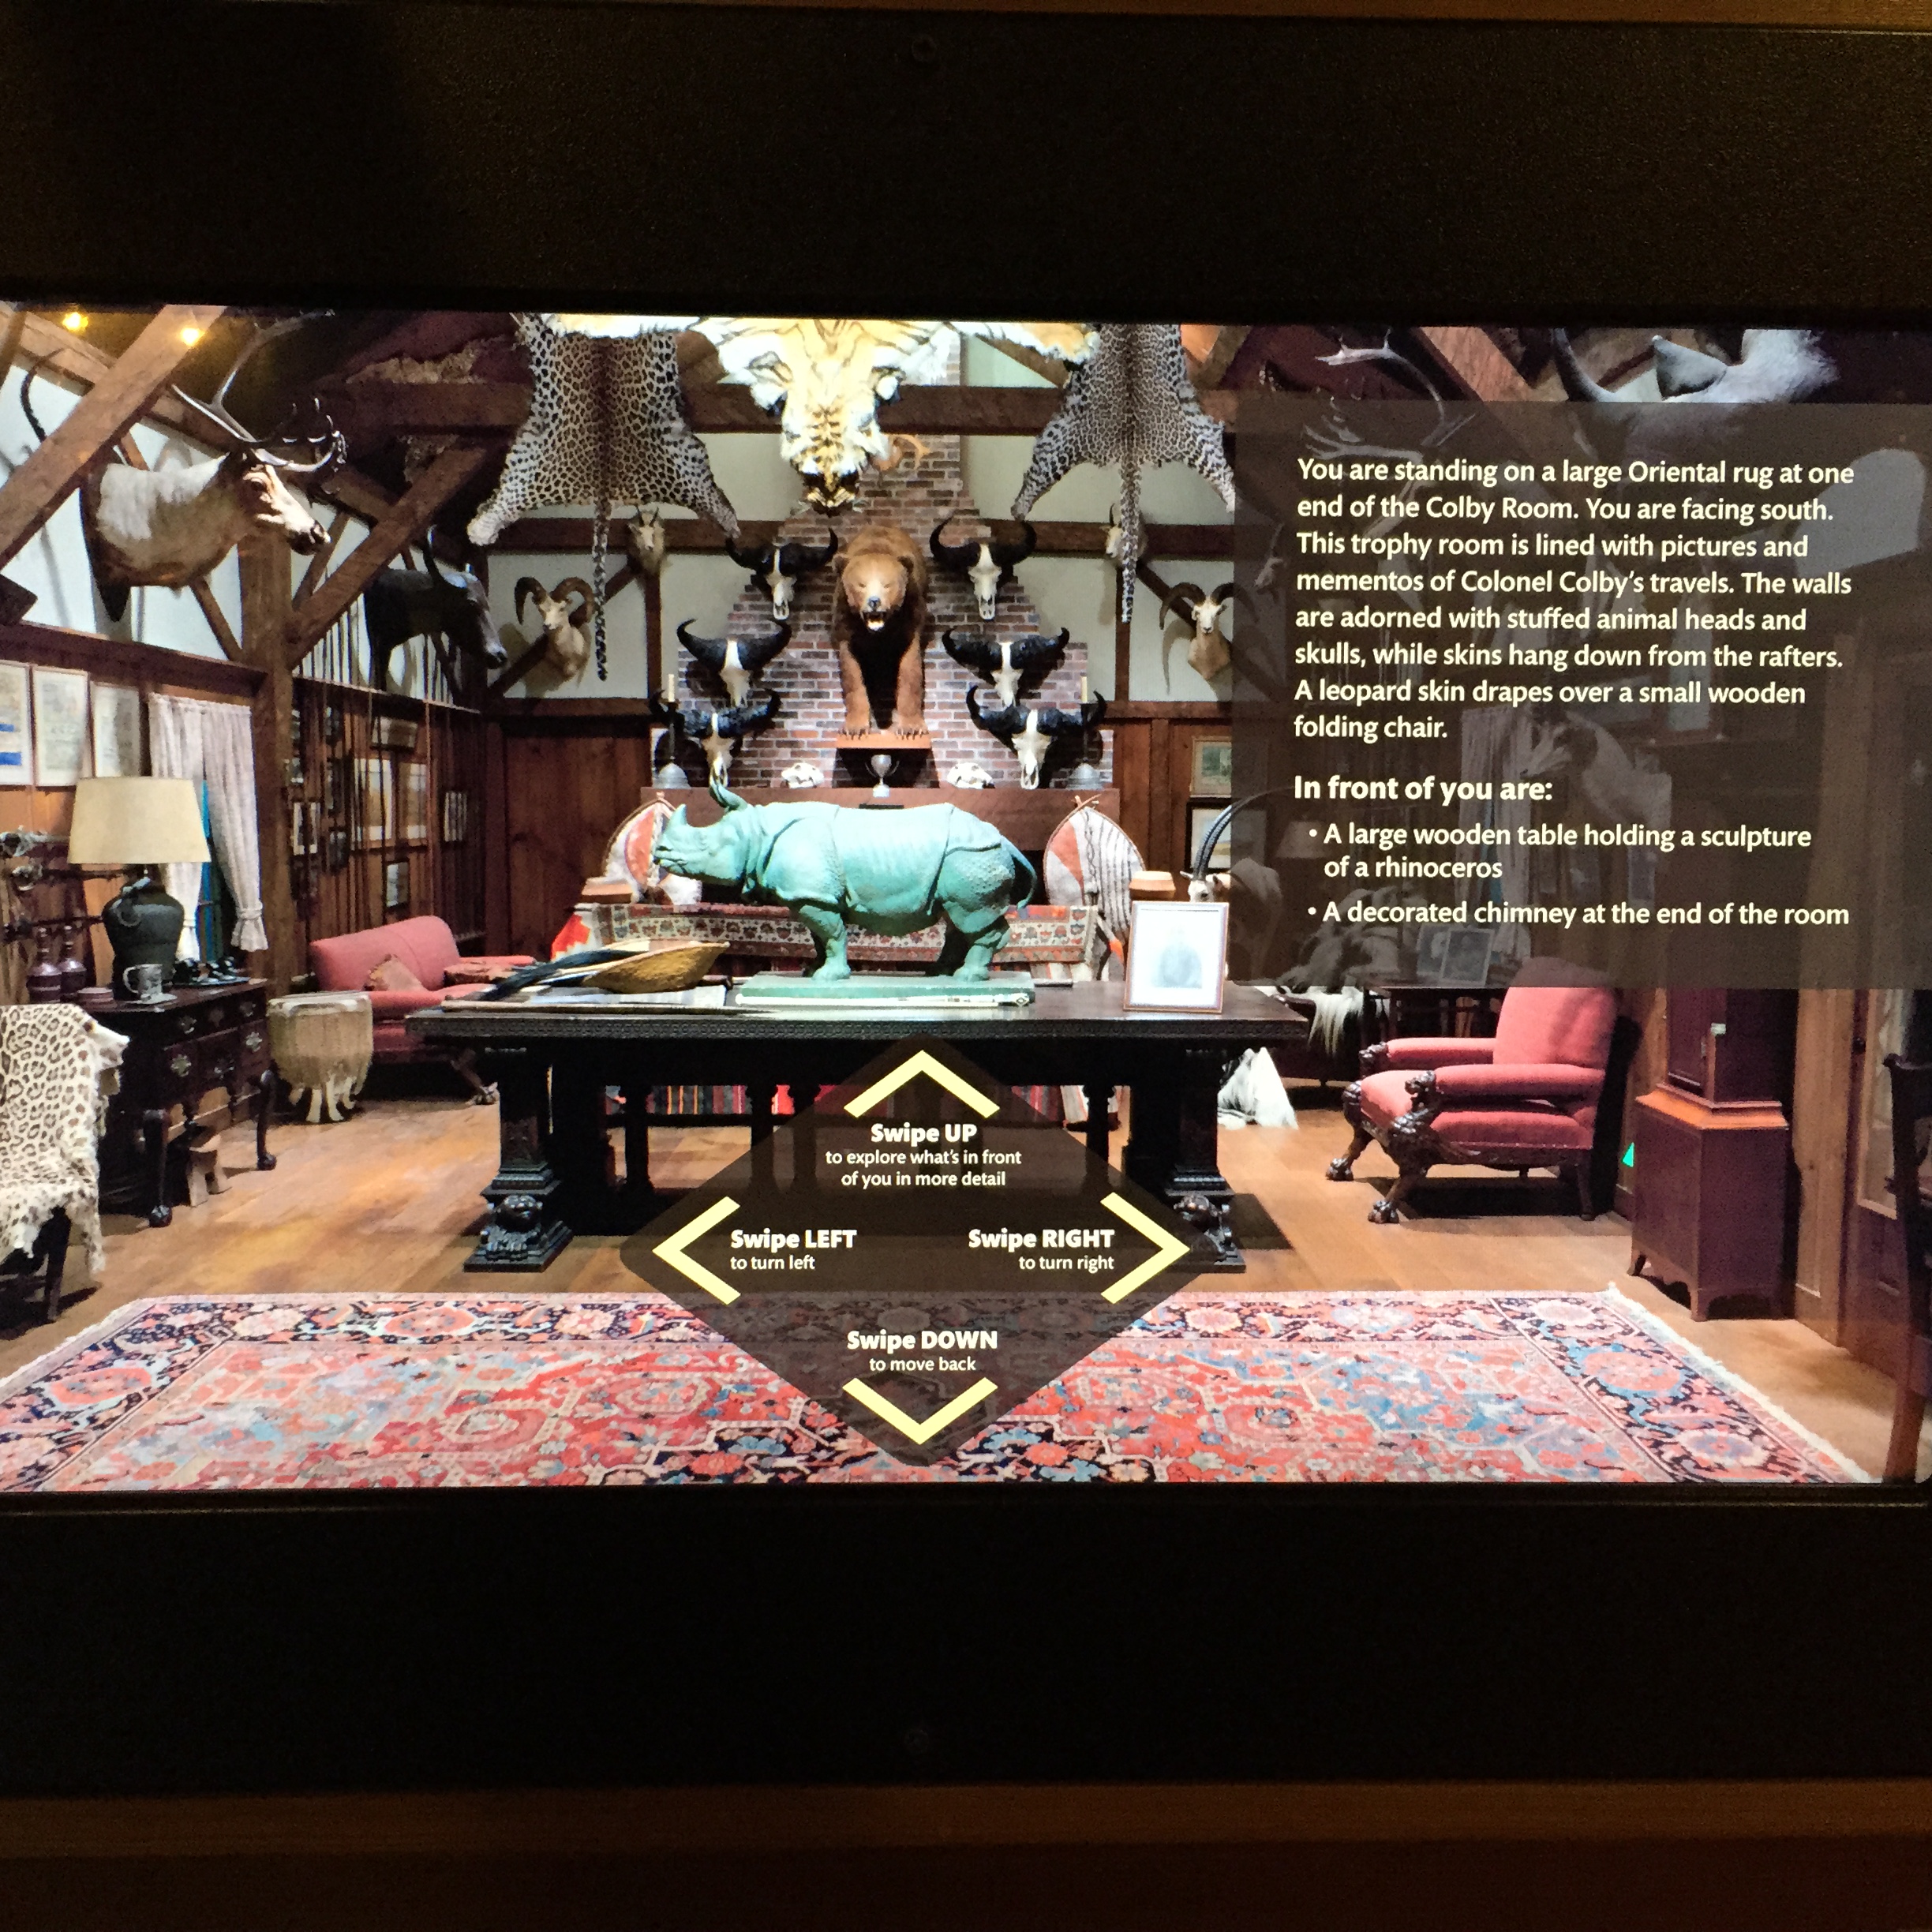 You are standing on a large Oriental rug at one
end of the Colby Room. You are facing south.
This trophy room is lined with pictures and
mementos of Colonel Colby's travels. The walls
are adorned with stuffed animal heads and
skulls, while skins hang down from the rafters.
A leopard skin drapes over a small wooden
folding chair.
In front of you are:
• A large wooden table holding a sculpture
of a rhinoceros
• A decorated chimney at the end of the room
Swipe UP
to explore what's in front
of you in more detail
Swipe LEFT
to turn left
Swipe RIGHT
to turn right
Swipe DOWN
to move back